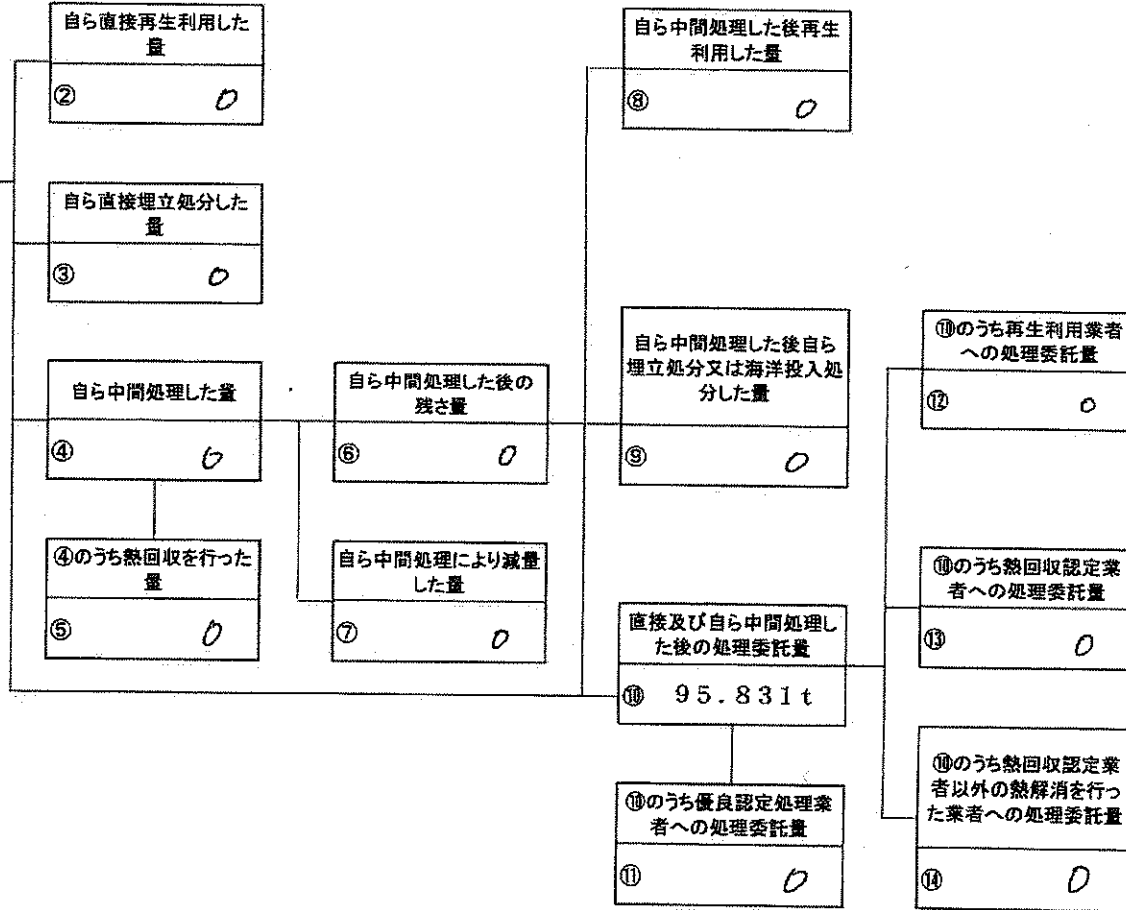 自ら直接再生利用した
量
② 0
自ら直接埋立処分した
量
③ 0
自ら中間処理した量
④ 0
④のうち熱回収を行った
量
⑤ 0
自ら中間処理した後の
残さ量
⑥ 0
自ら中間処理により減量
した量
⑦ 0
自ら中間処理した後再生
利用した量
⑧ 0
自ら中間処理した後自ら
埋立処分又は海洋投入処
分した量
⑨ 0
直接及び自ら中間処理し
た後の処理委託量
⑩ 95.831t
⑩のうち優良認定処理業
者への処理委託量
⑪ 0
⑩のうち再生利用業者
への処理委託量
⑫ 0
⑩のうち熱回収認定業
者への処理委託量
⑬ 0
⑩のうち熱回収認定業
者以外の熱解消を行っ
た業者への処理委託量
⑭ 0